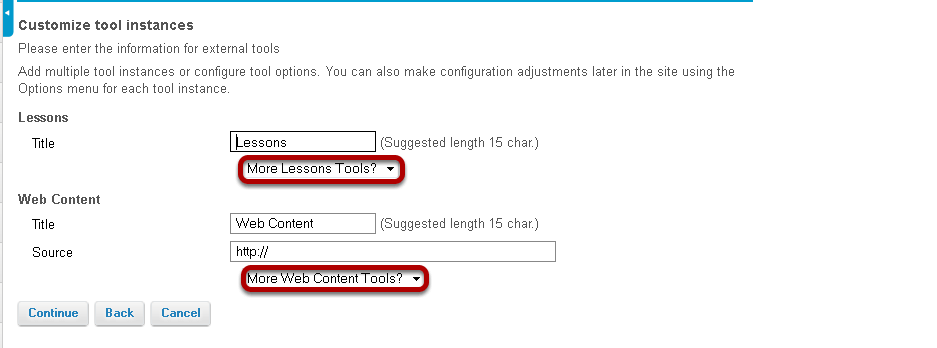 Customize tool instances
Please enter the information for external tools
Add multiple tool instances or configure tool options. You can also make configuration adjustments later in the site using the
Options menu for each tool instance.
Lessons
Title Lessons (Suggested length 15 char.)
More Lessons Tools?
Web Content
Title Web Content (Suggested length 15 char.)
Source http://
More Web Content Tools?
Continue Back Cancel